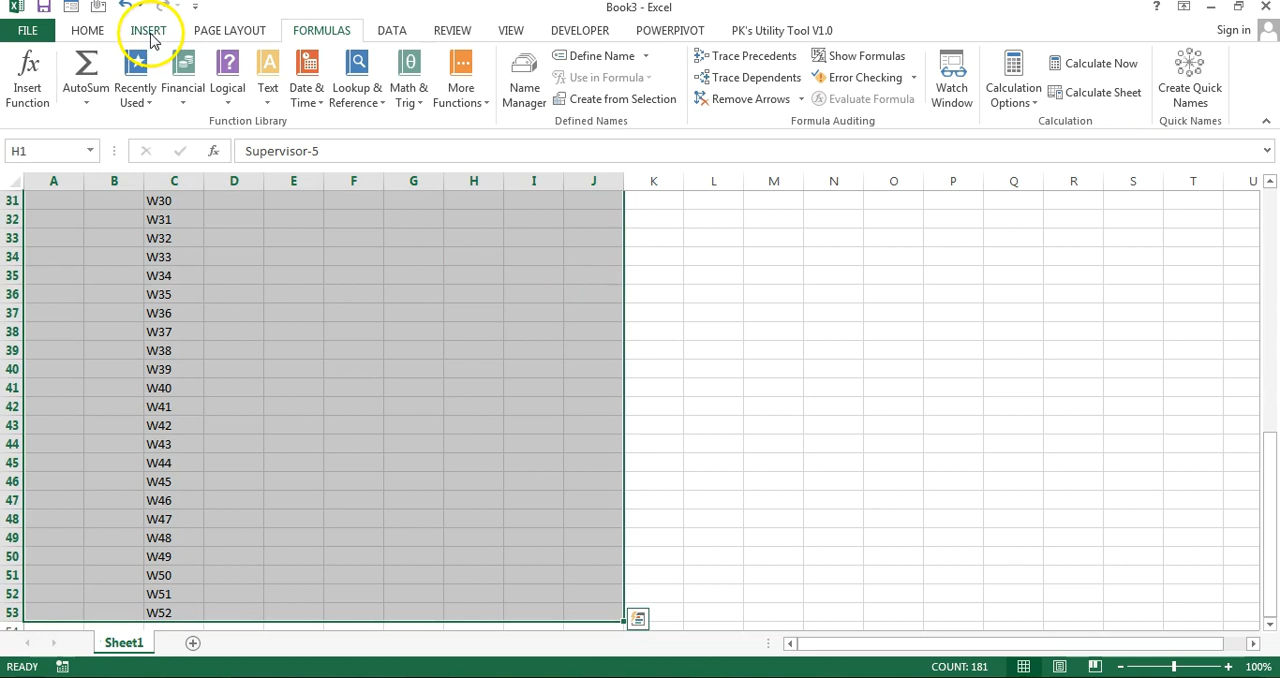 Book3 - Excel
FILE HOME INSERT PAGE LAYOUT FORMULAS DATA REVIEW VIEW DEVELOPER POWERPIVOT PK's Utility Tool V1.0 Sign in
Insert Function
AutoSum
Recently Used
Financial
Logical
Text
Date & Time
Lookup & Reference
Math & Trig
More Functions
Function Library
Name Manager
Define Name
Use in Formula
Create from Selection
Defined Names
Trace Precedents
Trace Dependents
Remove Arrows
Show Formulas
Error Checking
Evaluate Formula
Formula Auditing
Watch Window
Calculation Options
Calculate Now
Calculate Sheet
Calculation
Create Quick Names
Quick Names
H1 fx Supervisor-5
A B C D E F G H I J K L M N O P Q R S T U
31 W30
32 W31
33 W32
34 W33
35 W34
36 W35
37 W36
38 W37
39 W38
40 W39
41 W40
42 W41
43 W42
44 W43
45 W44
46 W45
47 W46
48 W47
49 W48
50 W49
51 W50
52 W51
53 W52
Sheet1
READY COUNT: 181 100%